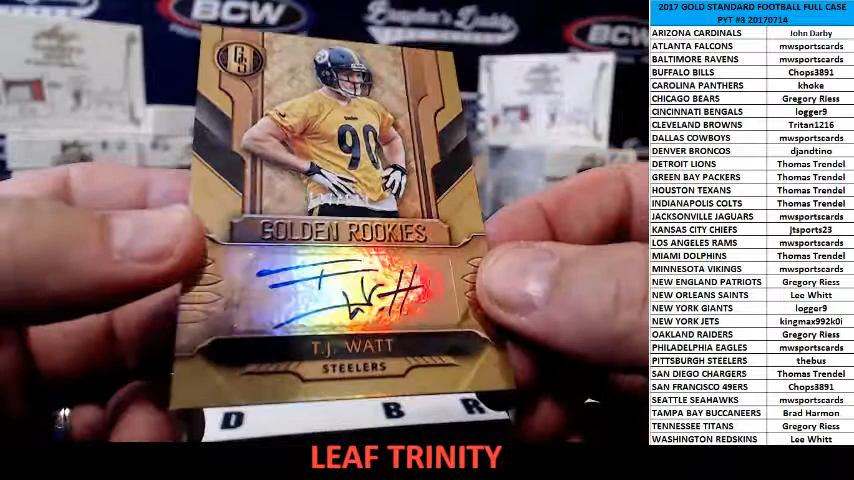 BCW
Brandon's Daddy
BCW
GS
Steelers
90
GOLDEN ROOKIES
T.J. Watt
T.J. WATT
STEELERS
D B R
LEAF TRINITY
2017 GOLD STANDARD FOOTBALL FULL CASE
PYT #3 20170714
ARIZONA CARDINALS John Darby
ATLANTA FALCONS mwsportscards
BALTIMORE RAVENS mwsportscards
BUFFALO BILLS Chops3891
CAROLINA PANTHERS khoke
CHICAGO BEARS Gregory Riess
CINCINNATI BENGALS logger9
CLEVELAND BROWNS Tritan1216
DALLAS COWBOYS mwsportscards
DENVER BRONCOS djandtino
DETROIT LIONS Thomas Trendel
GREEN BAY PACKERS Thomas Trendel
HOUSTON TEXANS Thomas Trendel
INDIANAPOLIS COLTS Thomas Trendel
JACKSONVILLE JAGUARS mwsportscards
KANSAS CITY CHIEFS jtsports23
LOS ANGELES RAMS mwsportscards
MIAMI DOLPHINS Thomas Trendel
MINNESOTA VIKINGS mwsportscards
NEW ENGLAND PATRIOTS Gregory Riess
NEW ORLEANS SAINTS Lee Whitt
NEW YORK GIANTS logger9
NEW YORK JETS kingmax992k0i
OAKLAND RAIDERS Gregory Riess
PHILADELPHIA EAGLES mwsportscards
PITTSBURGH STEELERS thebus
SAN DIEGO CHARGERS Thomas Trendel
SAN FRANCISCO 49ERS Chops3891
SEATTLE SEAHAWKS mwsportscards
TAMPA BAY BUCCANEERS Brad Harmon
TENNESSEE TITANS Gregory Riess
WASHINGTON REDSKINS Lee Whitt